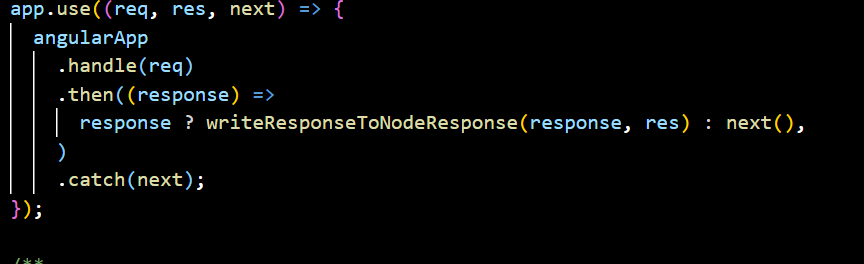 app.use((req, res, next) => {
  angularApp
    .handle(req)
    .then((response) =>
      response ? writeResponseToNodeResponse(response, res) : next(),
    )
    .catch(next);
});
/**